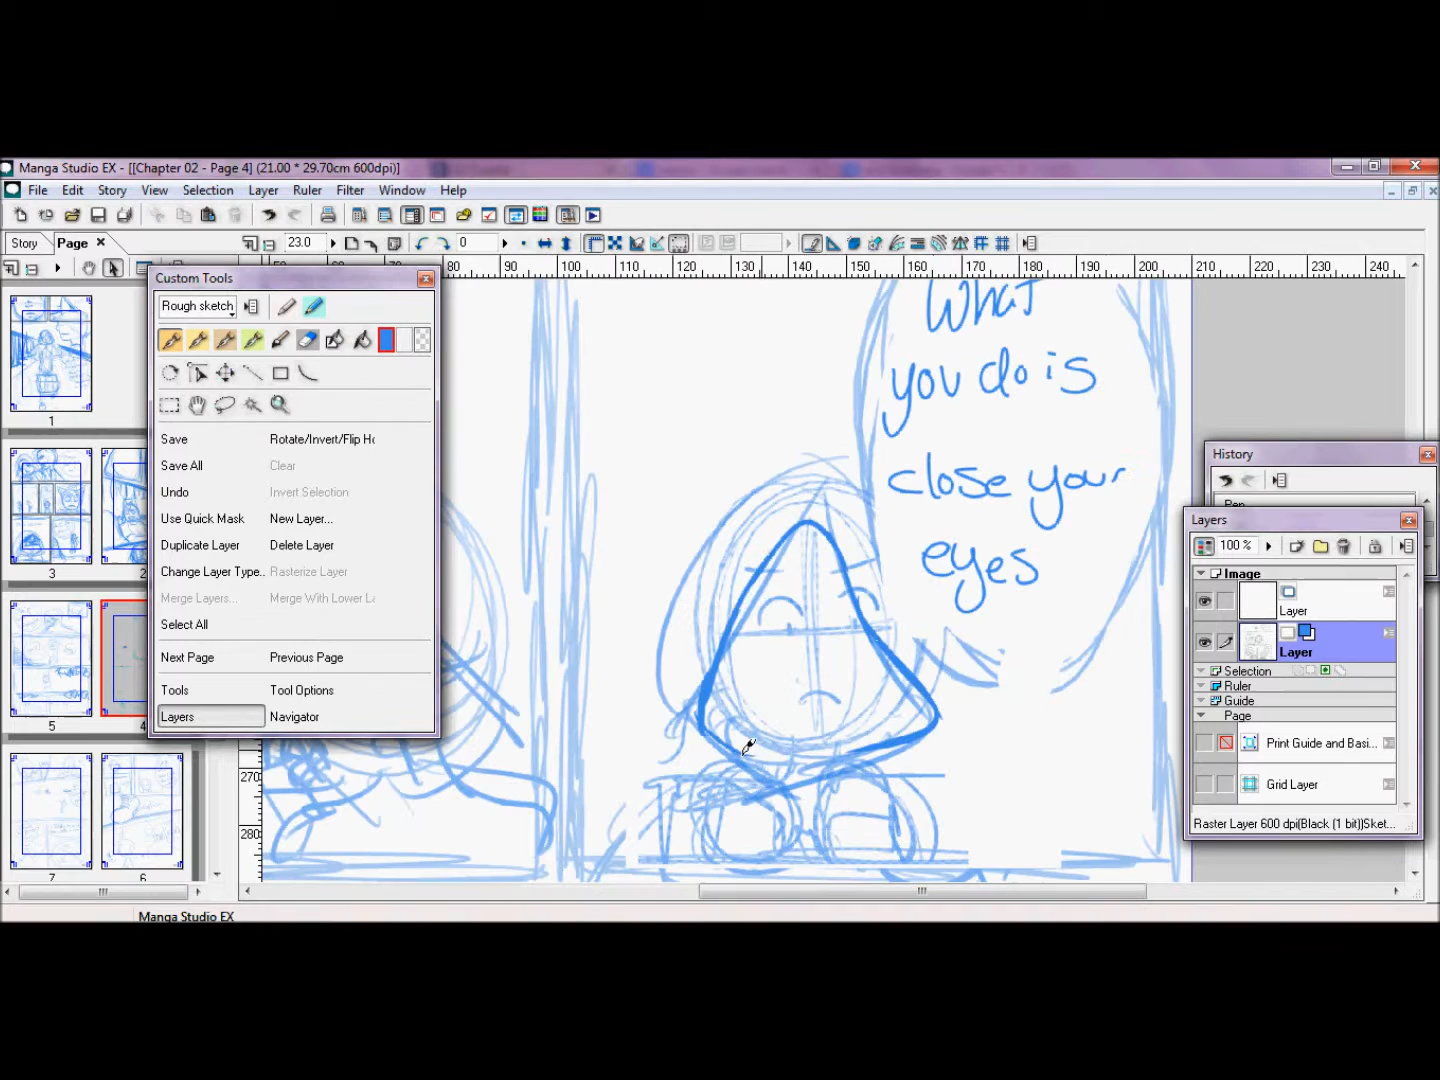 Manga Studio EX - [[Chapter 02 - Page 4] (21.00 * 29.70cm 600dpi)]
File Edit Story View Selection Layer Ruler Filter Window Help
Story Page 23.0 0
80 90 100 110 120 130 140 150 160 170 180 190 200 210 220 230 240
Custom Tools
Rough sketch
Save Rotate/Invert/Flip Ho
Save All Clear
Undo Invert Selection
Use Quick Mask New Layer...
Duplicate Layer Delete Layer
Change Layer Type.. Rasterize Layer
Merge Layers... Merge With Lower La
Select All
Next Page Previous Page
Tools Tool Options
Layers Navigator
1
3 2
5 4
7 6
270
280
What
you do is
close your
eyes
History
Pen
Layers
100 %
Image
Layer
Layer
Selection
Ruler
Guide
Page
Print Guide and Basi...
Grid Layer
Raster Layer 600 dpi(Black (1 bit))Sket...
Manga Studio EX